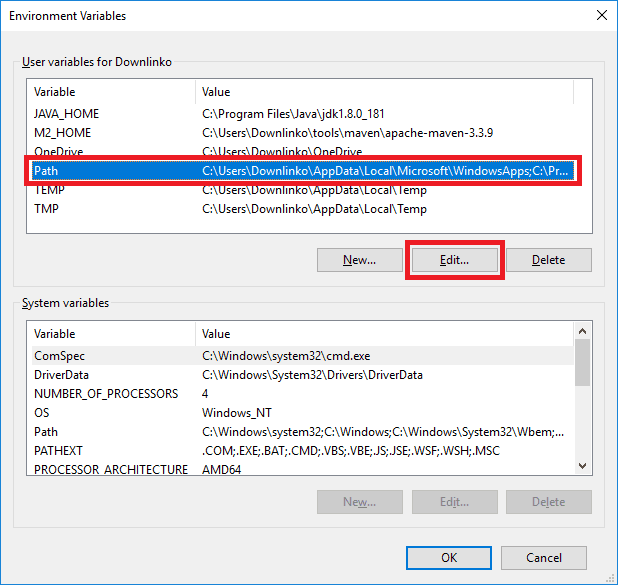 Environment Variables
User variables for Downlinko
Variable Value
JAVA_HOME C:\Program Files\Java\jdk1.8.0_181
M2_HOME C:\Users\Downlinko\tools\maven\apache-maven-3.3.9
OneDrive C:\Users\Downlinko\OneDrive
Path C:\Users\Downlinko\AppData\Local\Microsoft\WindowsApps;C:\Pr...
TEMP C:\Users\Downlinko\AppData\Local\Temp
TMP C:\Users\Downlinko\AppData\Local\Temp
New... Edit... Delete
System variables
Variable Value
ComSpec C:\Windows\system32\cmd.exe
DriverData C:\Windows\System32\Drivers\DriverData
NUMBER_OF_PROCESSORS 4
OS Windows_NT
Path C:\Windows\system32;C:\Windows;C:\Windows\System32\Wbem;...
PATHEXT .COM;.EXE;.BAT;.CMD;.VBS;.VBE;.JS;.JSE;.WSF;.WSH;.MSC
PROCESSOR_ARCHITECTURE AMD64
New... Edit... Delete
OK Cancel